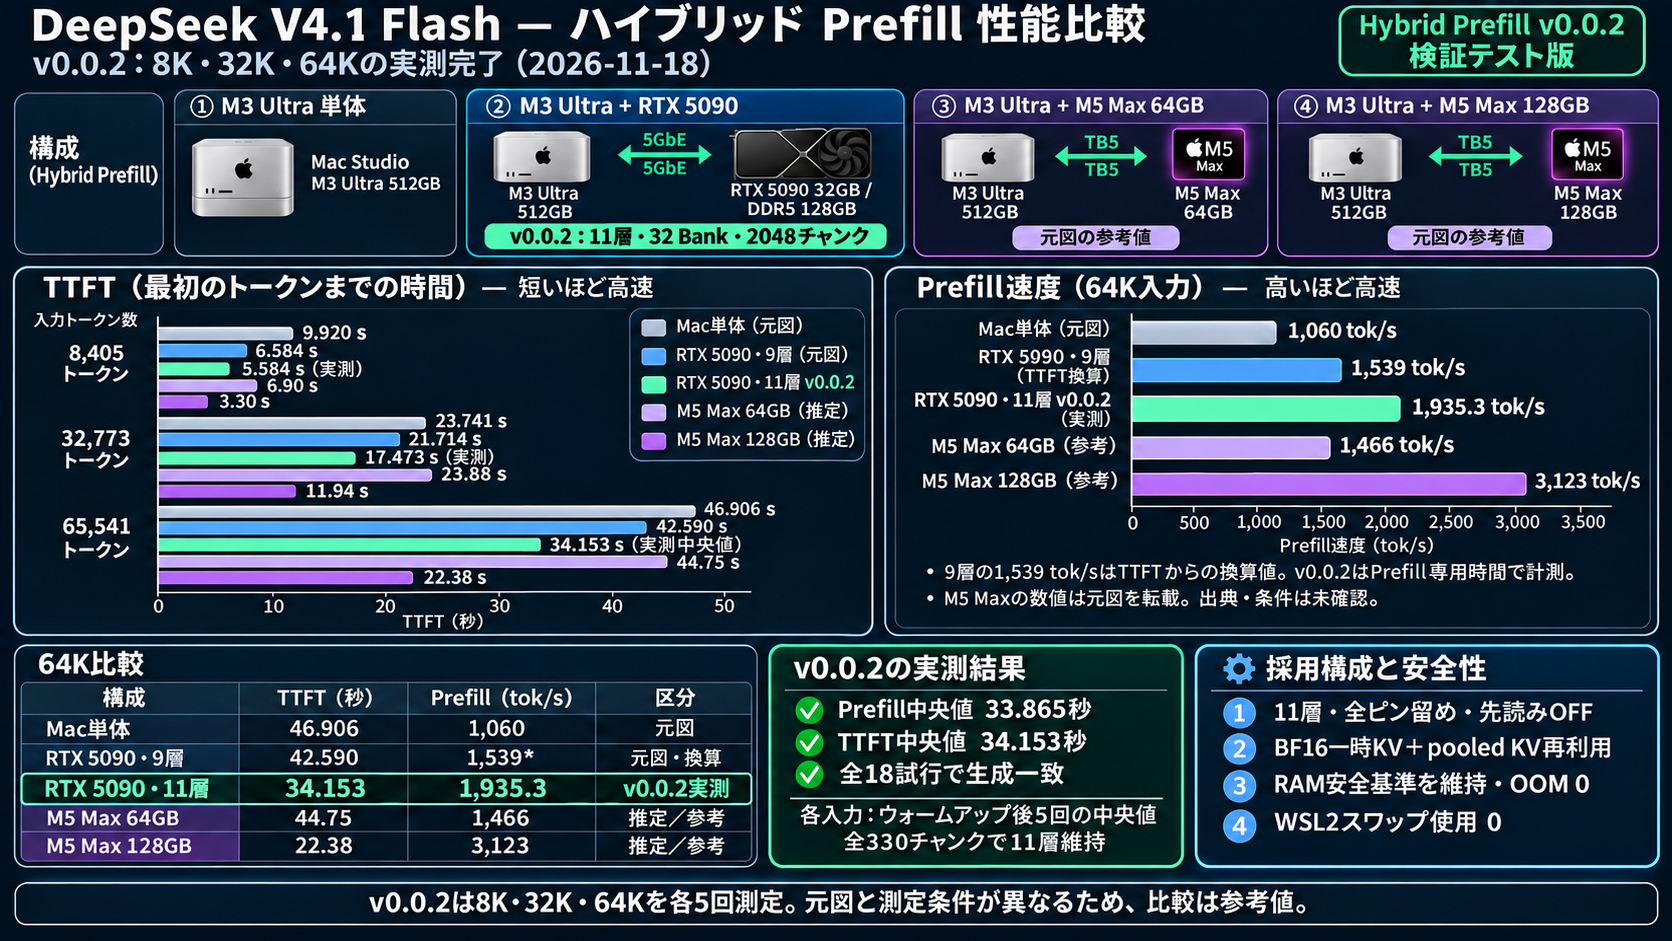 DeepSeek V4.1 Flash — ハイブリッド Prefill 性能比較
v0.0.2：8K・32K・64Kの実測完了（2026-11-18）
Hybrid Prefill v0.0.2
検証テスト版
構成
（Hybrid Prefill）
① M3 Ultra 単体
Mac Studio
M3 Ultra 512GB
② M3 Ultra + RTX 5090
5GbE
5GbE
M3 Ultra
512GB
RTX 5090 32GB /
DDR5 128GB
v0.0.2：11層・32 Bank・2048チャンク
③ M3 Ultra + M5 Max 64GB
TB5
TB5
M5
Max
M3 Ultra
512GB
M5 Max
64GB
元図の参考値
④ M3 Ultra + M5 Max 128GB
TB5
TB5
M5
Max
M3 Ultra
512GB
M5 Max
128GB
元図の参考値
TTFT（最初のトークンまでの時間）— 短いほど高速
入力トークン数
8,405
トークン
9.920 s
6.584 s
5.584 s（実測）
6.90 s
3.30 s
32,773
トークン
23.741 s
21.714 s
17.473 s（実測）
23.88 s
11.94 s
65,541
トークン
46.906 s
42.590 s
34.153 s（実測中央値）
44.75 s
22.38 s
0 10 20 30 40 50
TTFT（秒）
Mac単体（元図）
RTX 5090・9層（元図）
RTX 5090・11層 v0.0.2
M5 Max 64GB（推定）
M5 Max 128GB（推定）
Prefill速度（64K入力）— 高いほど高速
Mac単体（元図） 1,060 tok/s
RTX 5990・9層
（TTFT換算）
1,539 tok/s
RTX 5090・11層 v0.0.2
（実測）
1,935.3 tok/s
M5 Max 64GB（参考） 1,466 tok/s
M5 Max 128GB（参考） 3,123 tok/s
0 500 1,000 1,500 2,000 2,500 3,000 3,500
Prefill速度（tok/s）
• 9層の1,539 tok/sはTTFTからの換算値。v0.0.2はPrefill専用時間で計測。
• M5 Maxの数値は元図を転載。出典・条件は未確認。
64K比較
構成 TTFT（秒） Prefill（tok/s） 区分
Mac単体 46.906 1,060 元図
RTX 5090・9層 42.590 1,539* 元図・換算
RTX 5090・11層 34.153 1,935.3 v0.0.2実測
M5 Max 64GB 44.75 1,466 推定／参考
M5 Max 128GB 22.38 3,123 推定／参考
v0.0.2の実測結果
Prefill中央値 33.865秒
TTFT中央値 34.153秒
全18試行で生成一致
各入力：ウォームアップ後5回の中央値
全330チャンクで11層維持
採用構成と安全性
1 11層・全ピン留め・先読みOFF
2 BF16一時KV＋pooled KV再利用
3 RAM安全基準を維持・OOM 0
4 WSL2スワップ使用 0
v0.0.2は8K・32K・64Kを各5回測定。元図と測定条件が異なるため、比較は参考値。